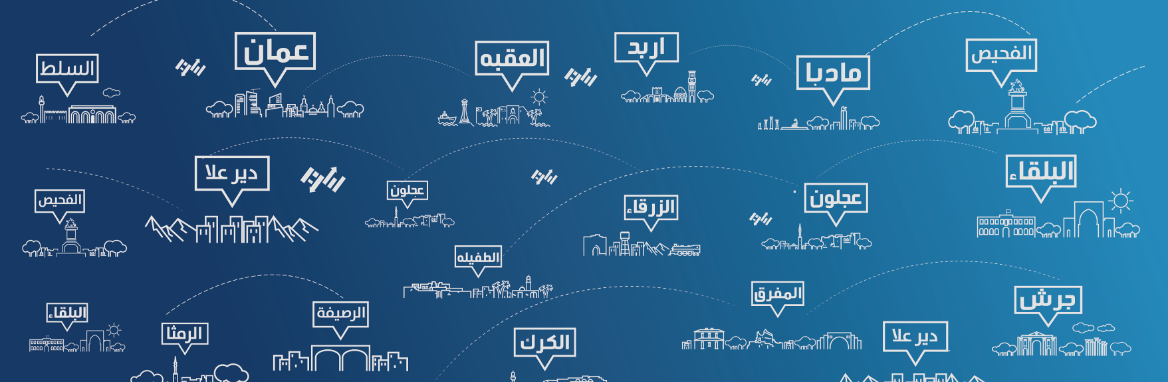 السلط
عمان
العقبه
اربد
مادبا
الفحيص
الفحيص
دير علا
عجلون
الطفيله
الزرقاء
عجلون
البلقاء
البلقاء
الرمثا
الرصيفة
الكرك
المفرق
دير علا
جرش